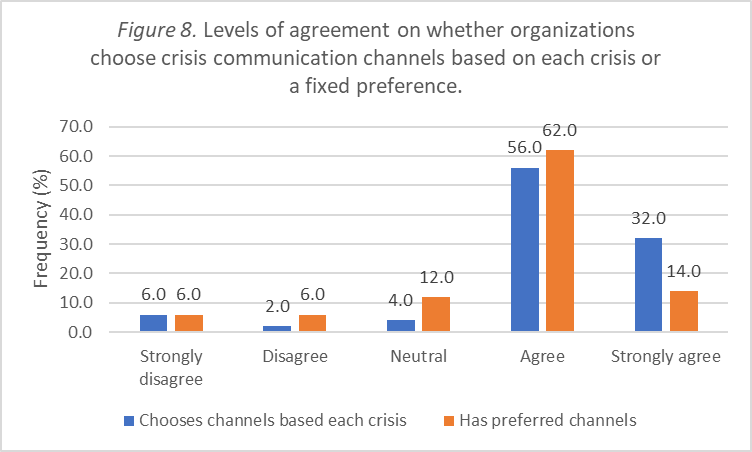 Figure 8. Levels of agreement on whether organizations
choose crisis communication channels based on each crisis or
a fixed preference.
Frequency (%)
70.0
60.0
50.0
40.0
30.0
20.0
10.0
0.0
6.0 6.0
2.0 6.0
4.0 12.0
56.0 62.0
32.0 14.0
Strongly
disagree
Disagree
Neutral
Agree
Strongly agree
Chooses channels based each crisis
Has preferred channels